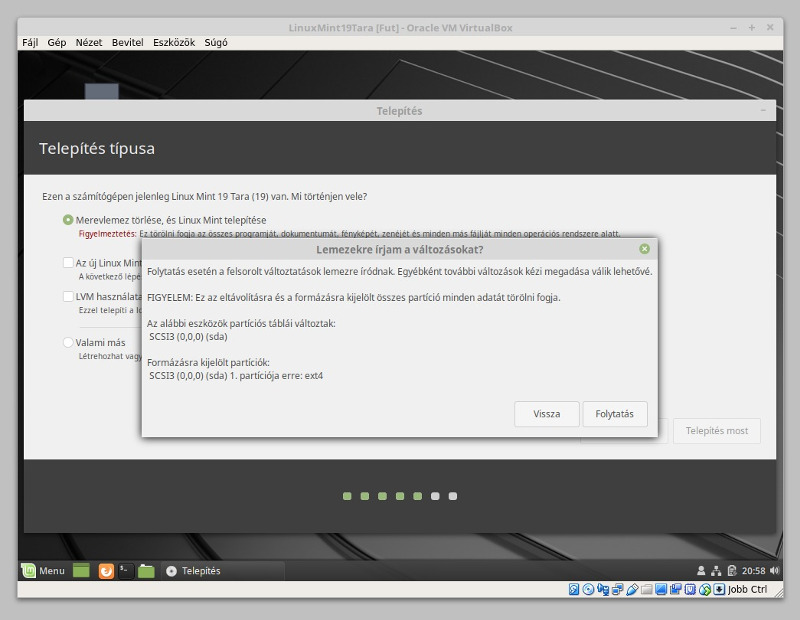 LinuxMint19Tara [Fut] - Oracle VM VirtualBox
Fájl Gép Nézet Bevitel Eszközök Súgó
Telepítés
Telepítés típusa
Ezen a számítógépen jelenleg Linux Mint 19 Tara (19) van. Mi történjen vele?
Merevlemez törlése, és Linux Mint telepítése
Figyelmeztetés: Ez törölni fogja az összes programját, dokumentumát, fényképét, zenéjét és minden más fájlját minden operációs rendszere alatt.
Lemezekre írjam a változásokat?
Az új Linux Mint
A következő
LVM használata
Ezzel telepíti a
Valami más
Létrehozhat vagy
Folytatás esetén a felsorolt változtatások lemezre íródnak. Egyébként további változások kézi megadása válik lehetővé.
FIGYELEM: Ez az eltávolításra és a formázásra kijelölt összes partíció minden adatát törölni fogja.
Az alábbi eszközök partíciós táblái változtak:
SCSI3 (0,0,0) (sda)
Formázásra kijelölt partíciók:
SCSI3 (0,0,0) (sda) 1. partíciója erre: ext4
Vissza Folytatás
Telepítés most
Menu Telepítés 20:58
Jobb Ctrl